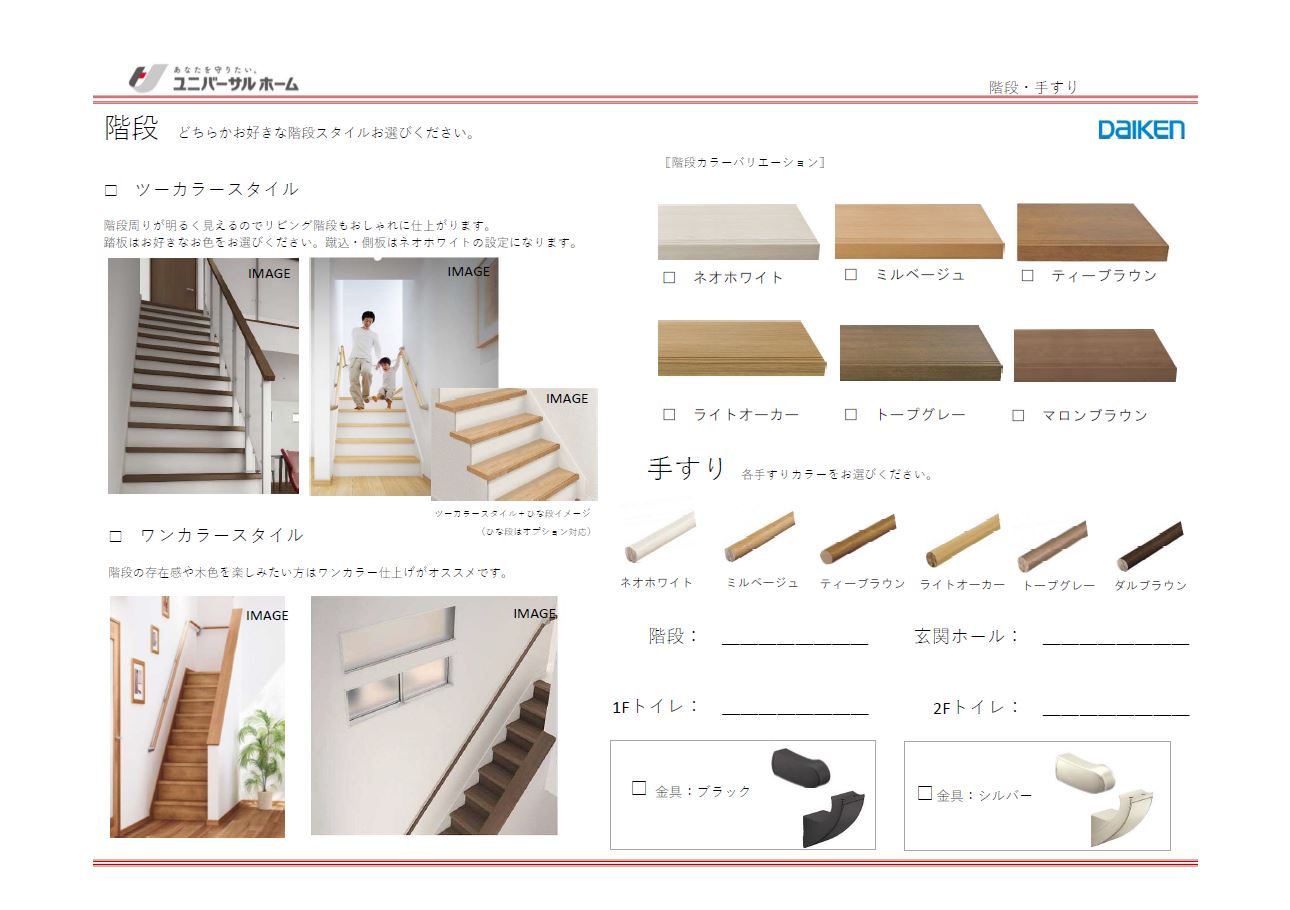 あなたを守りたい。
ユニバーサルホーム
階段・手すり
階段　どちらかお好きな階段スタイルお選びください。
DAIKEN
□　ツーカラースタイル
階段周りが明るく見えるのでリビング階段もおしゃれに仕上がります。
踏板はお好きなお色をお選びください。蹴込・側板はネオホワイトの設定になります。
IMAGE
IMAGE
IMAGE
ツーカラースタイル+ひな段イメージ
（ひな段はオプション対応）
□　ワンカラースタイル
階段の存在感や木色を楽しみたい方はワンカラー仕上げがオススメです。
IMAGE
IMAGE
〚階段カラーバリエーション〛
□　ネオホワイト
□　ミルベージュ
□　ティーブラウン
□　ライトオーカー
□　トープグレー
□　マロンブラウン
手すり　各手すりカラーをお選びください。
ネオホワイト
ミルベージュ
ティーブラウン
ライトオーカー
トープグレー
ダルブラウン
階段：　________________
玄関ホール：　________________
1Fトイレ：　________________
2Fトイレ：　________________
□ 金具：ブラック
□ 金具：シルバー